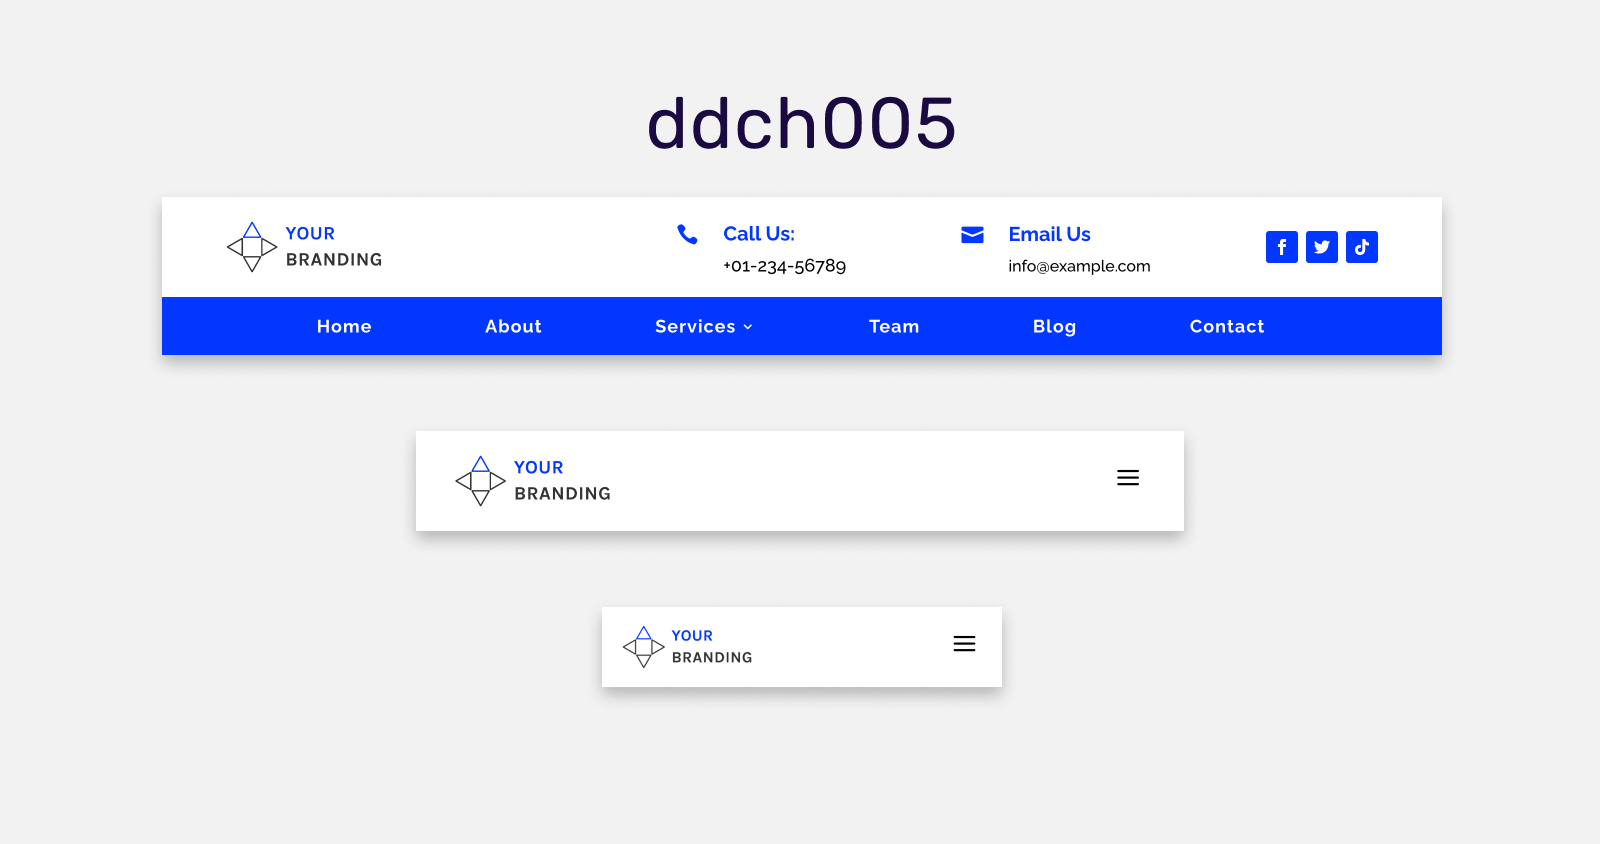 ddch005
YOUR
BRANDING
Call Us:
+01-234-56789
Email Us
info@example.com
Home About Services Team Blog Contact
YOUR
BRANDING
YOUR
BRANDING